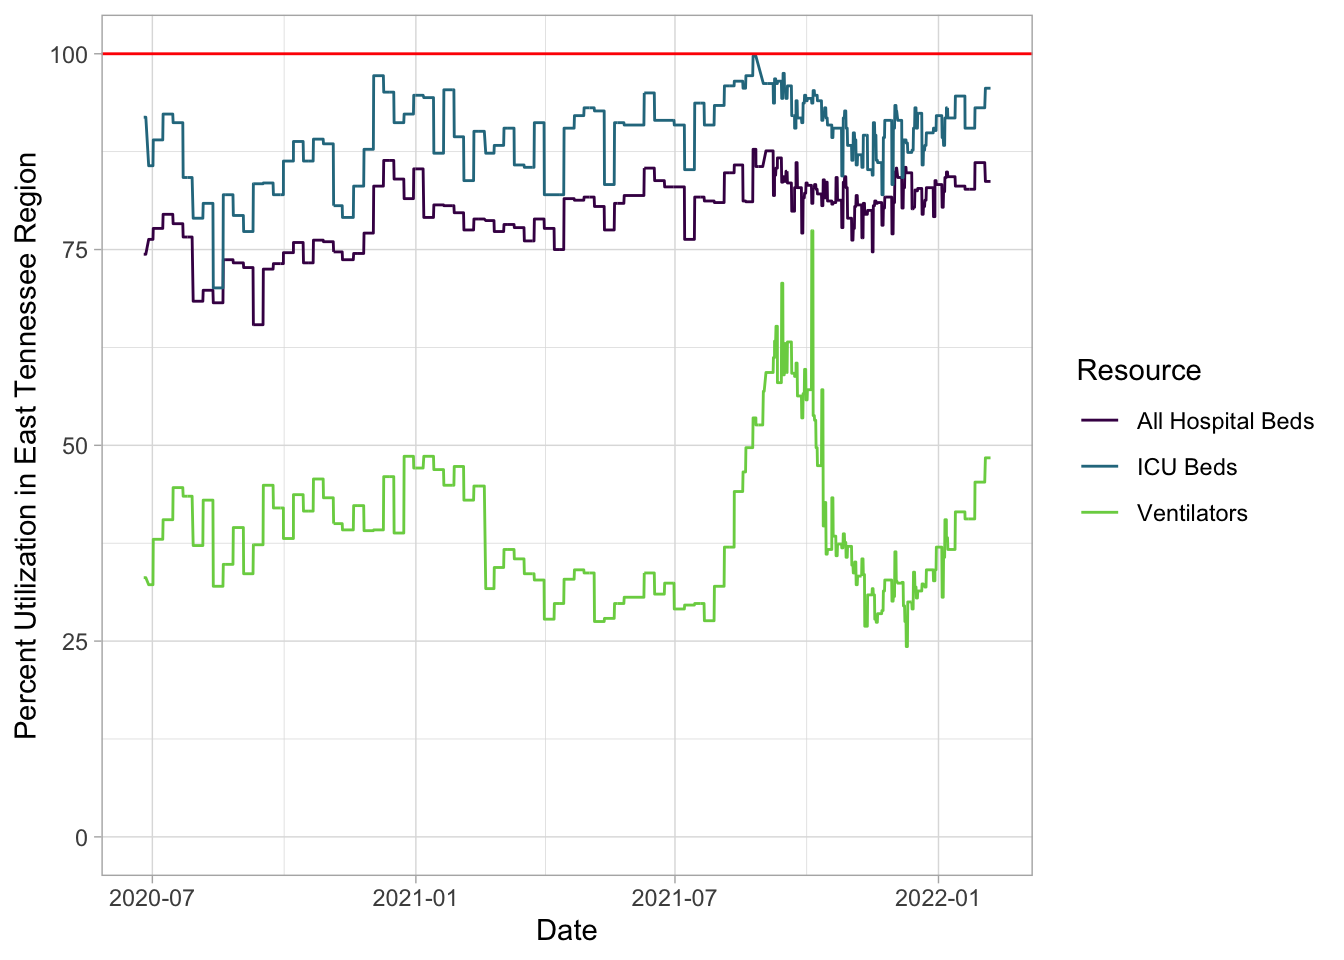 Percent Utilization in East Tennessee Region
100
75
50
25
0
2020-07
2021-01
2021-07
2022-01
Date
Resource
All Hospital Beds
ICU Beds
Ventilators